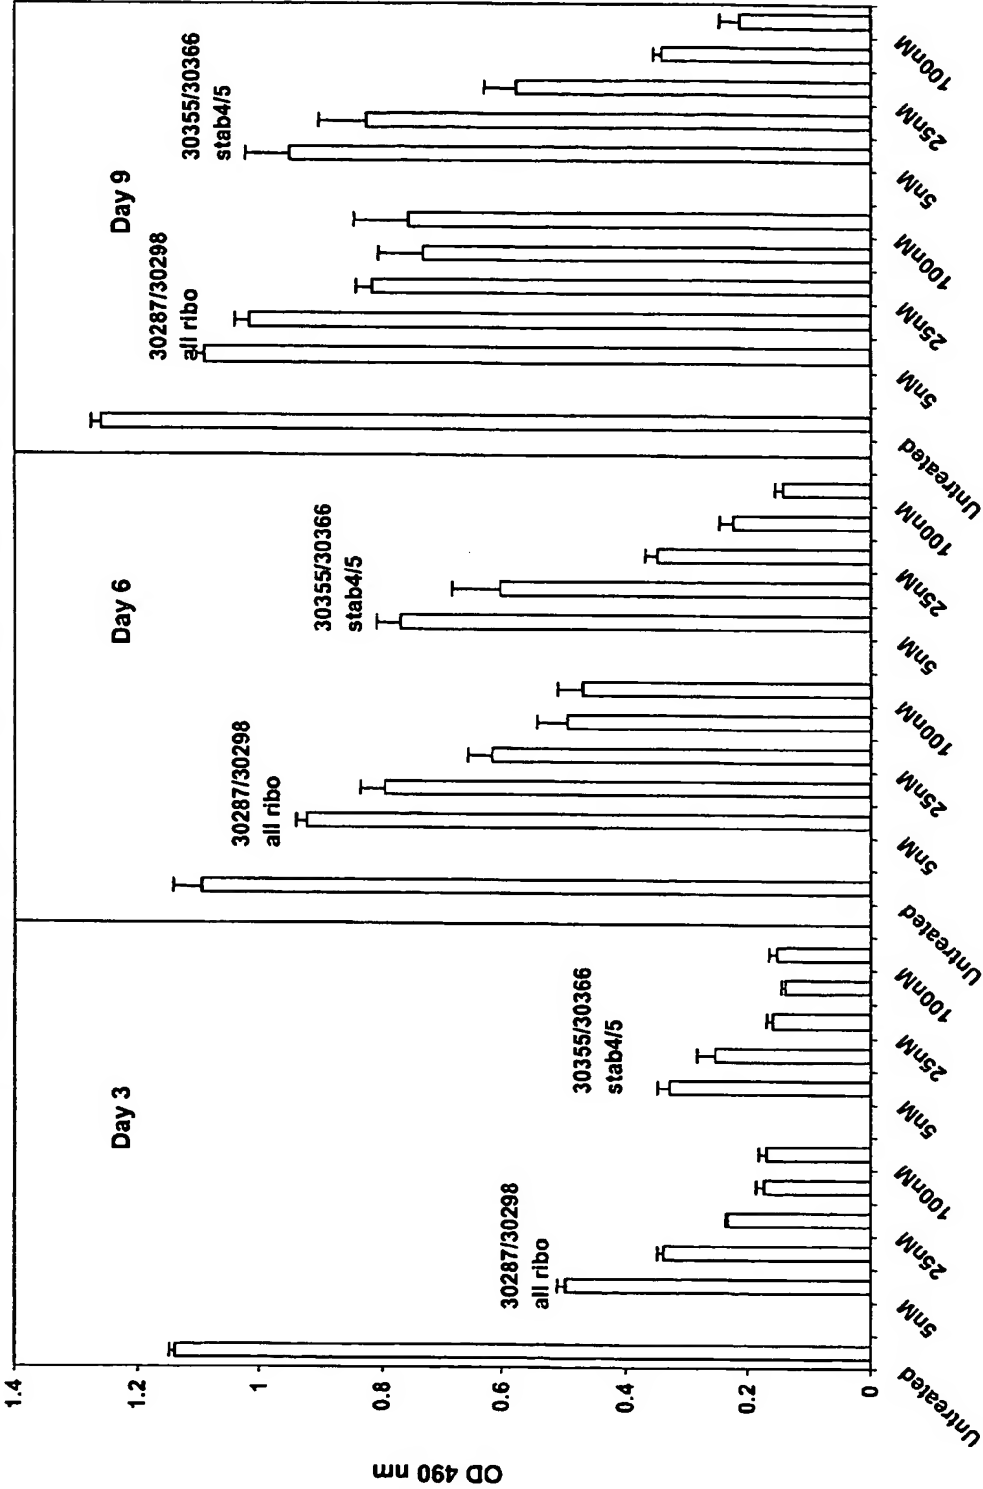 Day 3
Day 6
Day 9
30287/30298
all ribo
30355/30366
stab4/5
30287/30298
all ribo
30355/30366
stab4/5
30287/30298
all ribo
30355/30366
stab4/5
OD 490 nm
1.4
1.2
1
0.8
0.6
0.4
0.2
0
Untreated
5nM
25nM
100nM
5nM
25nM
100nM
Untreated
5nM
25nM
100nM
5nM
25nM
100nM
Untreated
5nM
25nM
100nM
5nM
25nM
100nM